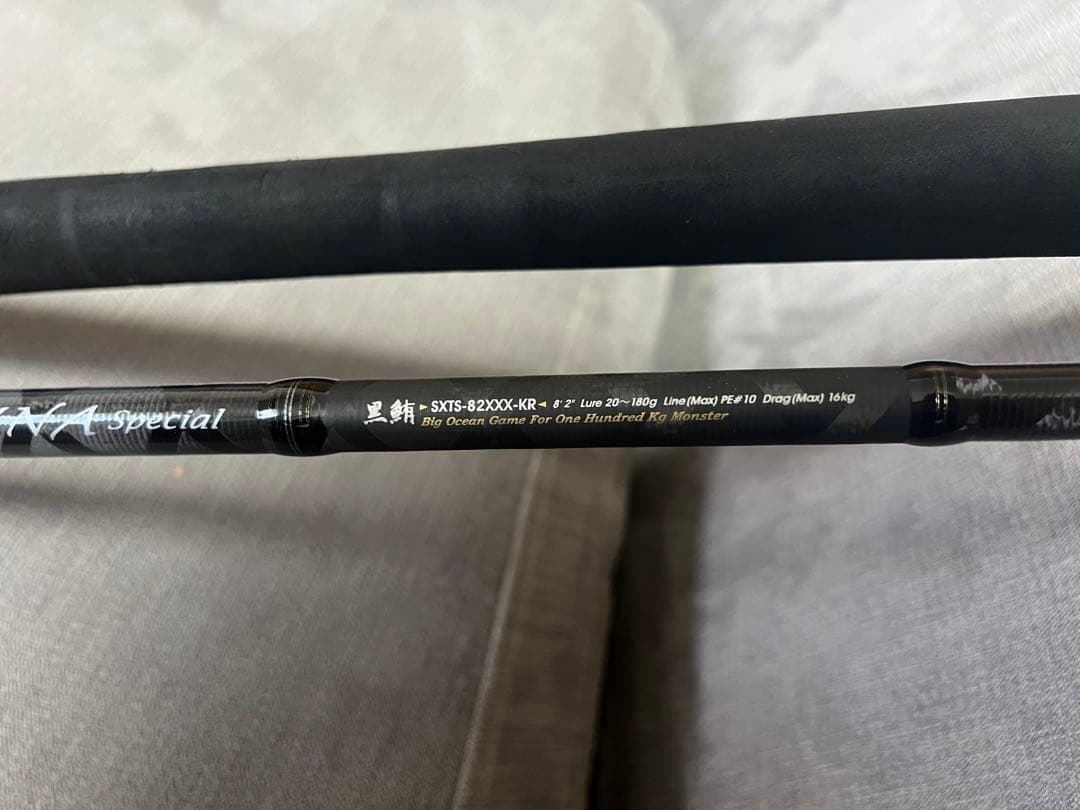 Special
黒鮪 ▸SXTS-82XXX-KR◂ 8' 2" Lure 20〜180g Line(Max) PE#10 Drag(Max) 16kg
Big Ocean Game For One Hundred Kg Monster